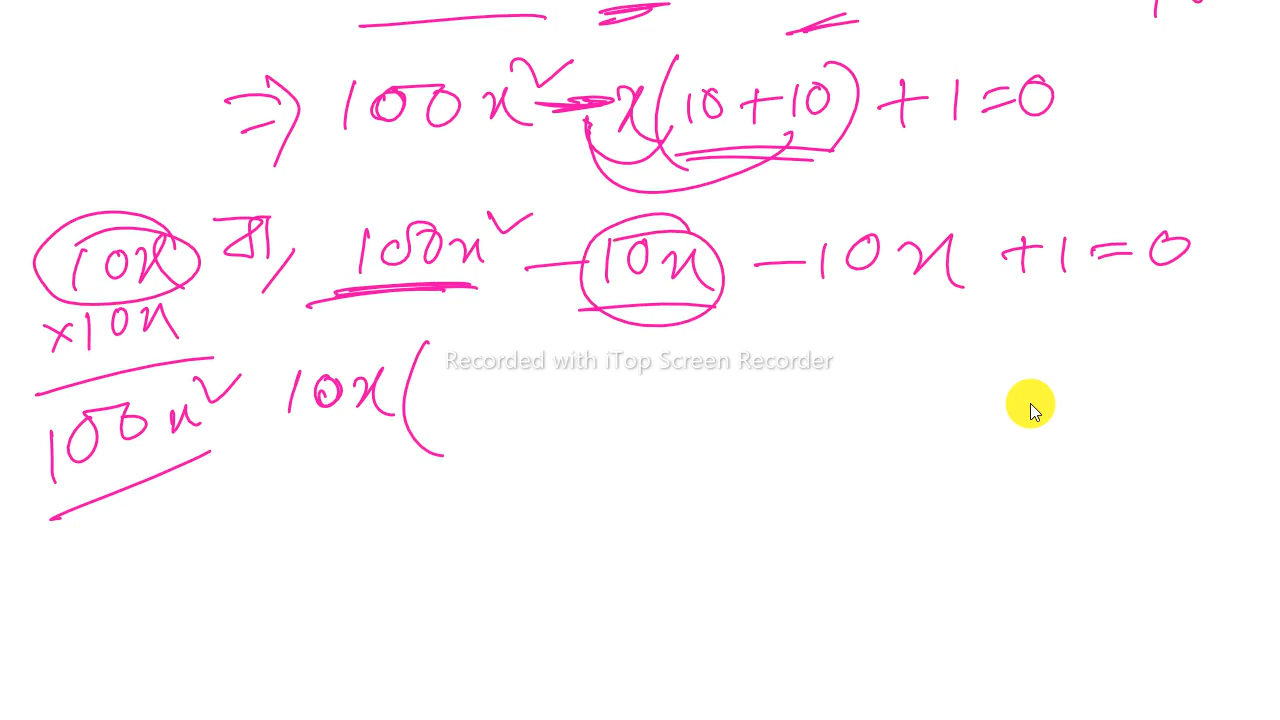 ⇒ 100x² - x(10+10) + 1 = 0
10x वा, 100x² - 10x - 10x + 1 = 0
×10x
Recorded with iTop Screen Recorder
100x² 10x(